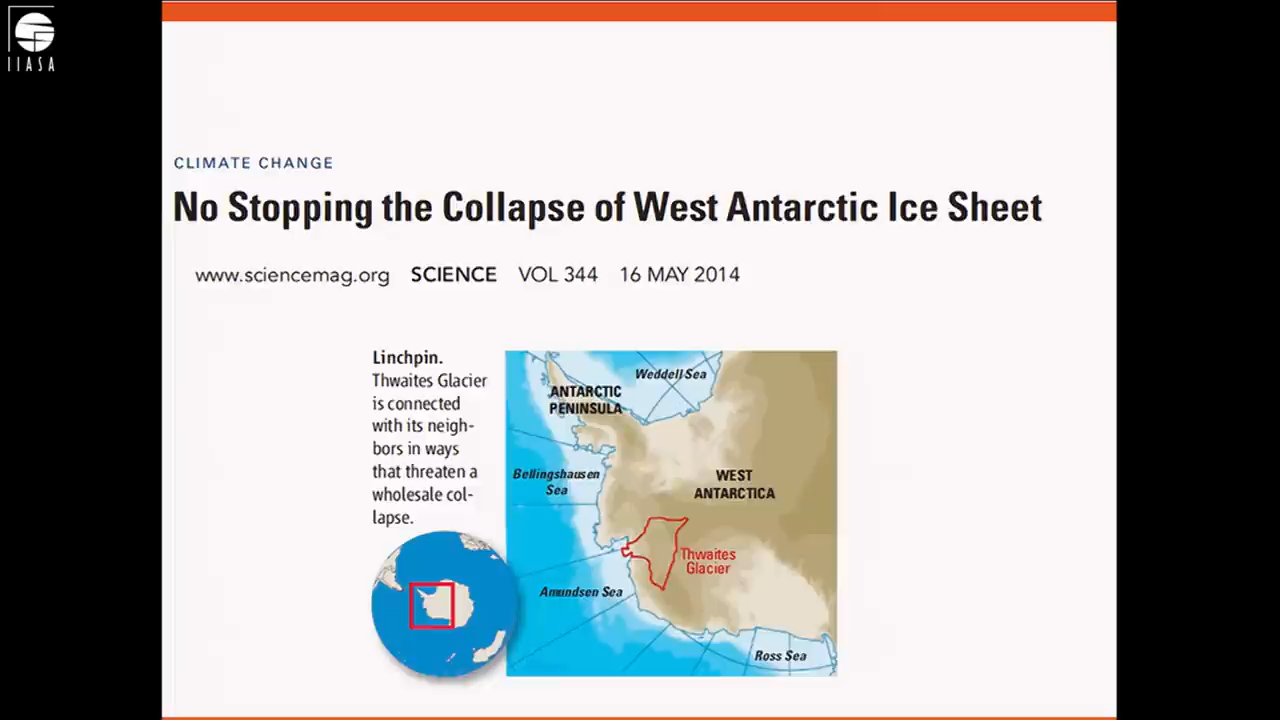 IIASA
CLIMATE CHANGE
No Stopping the Collapse of West Antarctic Ice Sheet
www.sciencemag.org SCIENCE VOL 344 16 MAY 2014
Linchpin.
Thwaites Glacier
is connected
with its neigh-
bors in ways
that threaten a
wholesale col-
lapse.
Weddell Sea
ANTARCTIC
PENINSULA
Bellingshausen
Sea
WEST
ANTARCTICA
Thwaites
Glacier
Amundsen Sea
Ross Sea